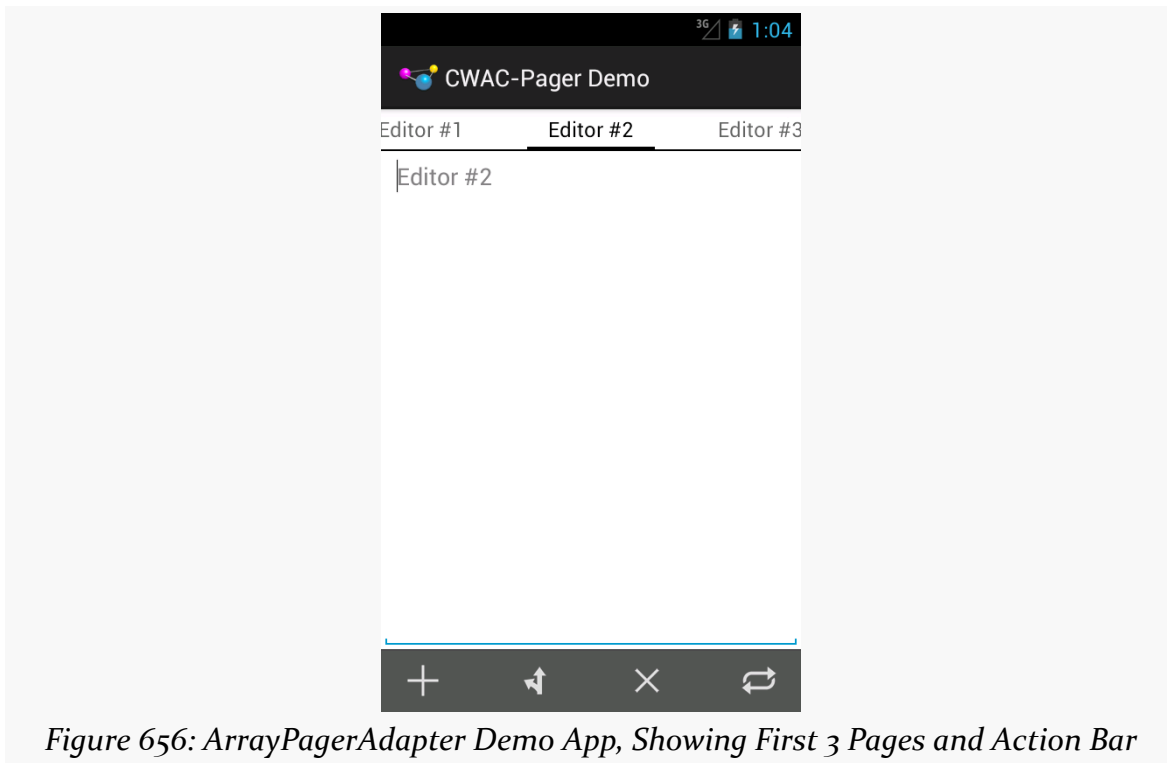 3G 1:04
CWAC-Pager Demo
Editor #1 Editor #2 Editor #3
Editor #2
Figure 656: ArrayPagerAdapter Demo App, Showing First 3 Pages and Action Bar